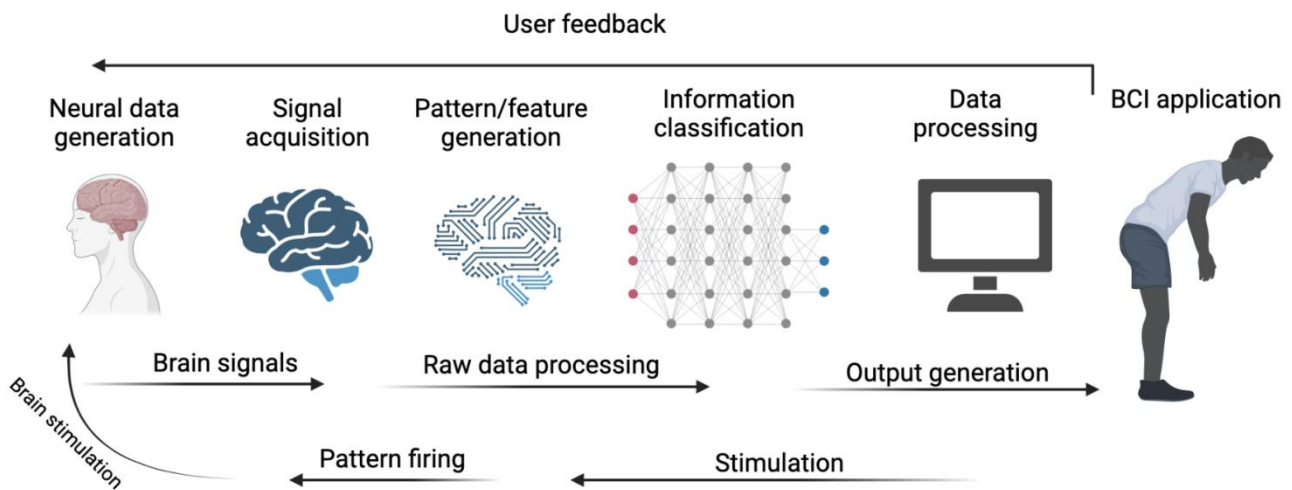 User feedback
Neural data
generation
Signal
acquisition
Pattern/feature
generation
Information
classification
Data
processing
BCI application
Brain signals
Raw data processing
Output generation
Brain stimulation
Pattern firing
Stimulation